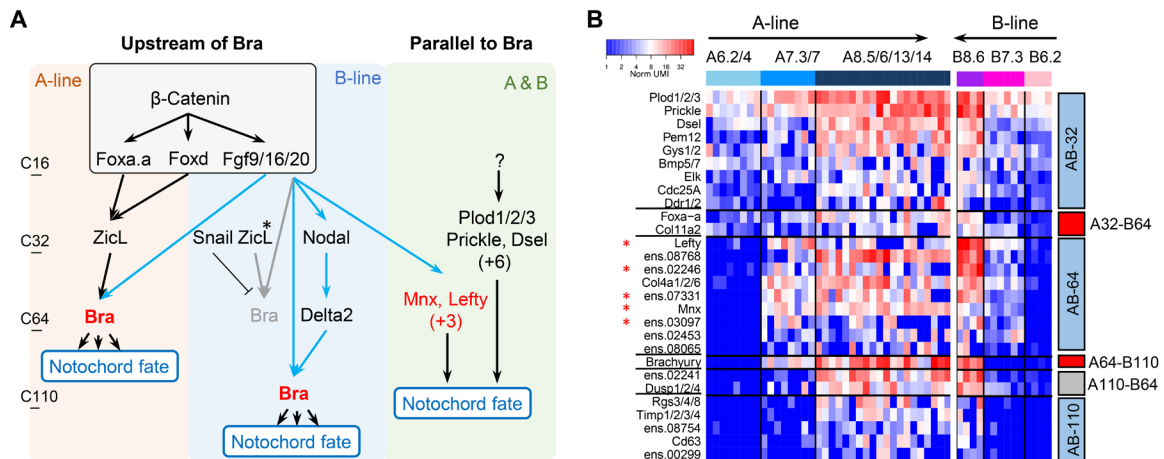 A
Upstream of Bra
Parallel to Bra
A-line
B-line
A & B
β-Catenin
Foxa.a Foxd Fgf9/16/20
C16
?
Plod1/2/3
Prickle, Dsel
(+6)
C32
ZicL
Snail ZicL*
Nodal
Mnx, Lefty
(+3)
Bra
Bra
Delta2
C64
Notochord fate
Bra
C110
Notochord fate
Notochord fate
B
A-line
B-line
1 2 4 8 16 32
Norm UMI
A6.2/4 A7.3/7 A8.5/6/13/14 B8.6 B7.3 B6.2
Plod1/2/3
Prickle
Dsel
Pem12
Gys1/2
Bmp5/7
Elk
Cdc25A
Ddr1/2
AB-32
Foxa-a
Col11a2
A32-B64
* Lefty
ens.08768
* ens.02246
Col4a1/2/6
* ens.07331
* Mnx
* ens.03097
ens.02453
ens.08065
AB-64
Brachyury
A64-B110
ens.02241
Dusp1/2/4
A110-B64
Rgs3/4/8
Timp1/2/3/4
ens.08754
Cd63
ens.00299
AB-110